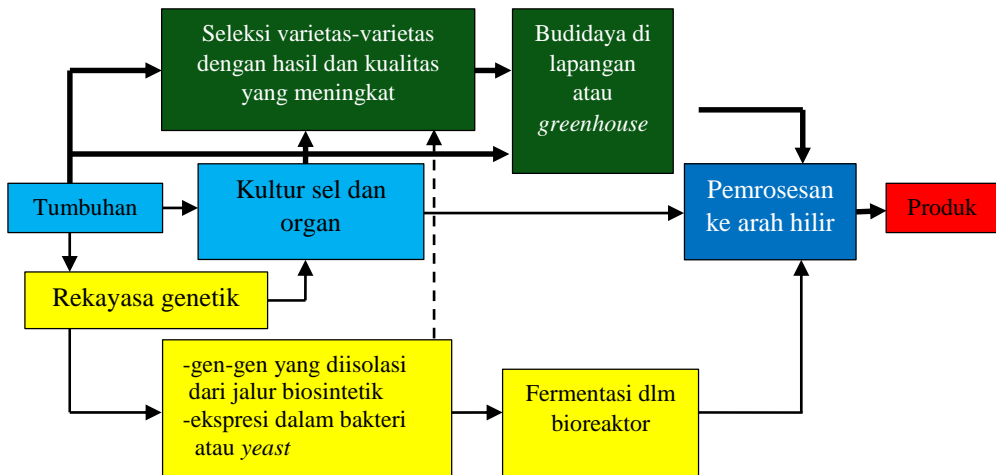 Seleksi varietas-varietas
dengan hasil dan kualitas
yang meningkat
Budidaya di
lapangan
atau
greenhouse
Tumbuhan
Kultur sel dan
organ
Pemrosesan
ke arah hilir
Produk
Rekayasa genetik
-gen-gen yang diisolasi
dari jalur biosintetik
-ekspresi dalam bakteri
atau yeast
Fermentasi dlm
bioreaktor